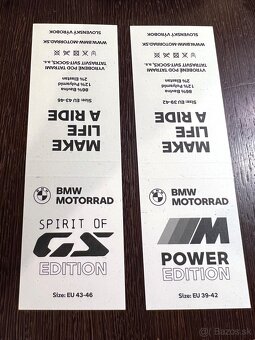 SLOVENSKÝ VÝROBOK
WWW.BMW-MOTORRAD.SK
VYROBENÉ POD TATRAMI
TATRASVIT SVIT-SOCKS, a.s.
86% Bavlna
12% Polyamid
2% Elastan
Size: EU 43-46
MAKE
LIFE
A RIDE
BMW
MOTORRAD
SPIRIT OF
GS
EDITION
Size: EU 43-46
SLOVENSKÝ VÝROBOK
WWW.BMW-MOTORRAD.SK
VYROBENÉ POD TATRAMI
TATRASVIT SVIT-SOCKS, a.s.
86% Bavlna
12% Polyamid
2% Elastan
Size: EU 39-42
MAKE
LIFE
A RIDE
BMW
MOTORRAD
M
POWER
EDITION
Size: EU 39-42
Bazos.sk